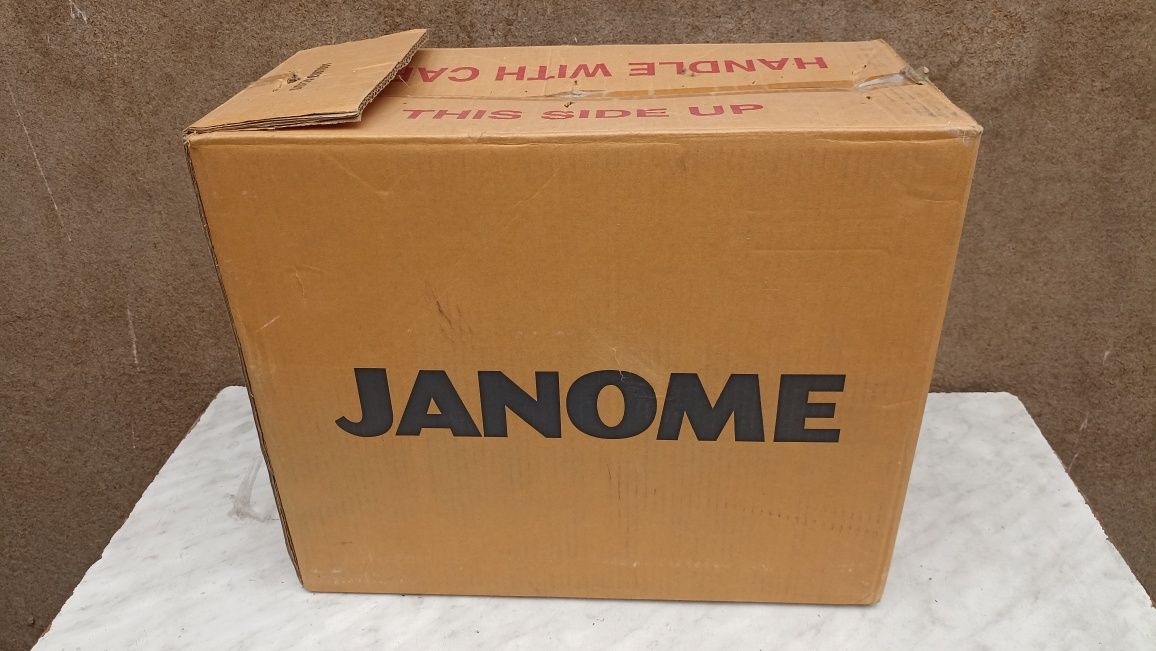 HANDLE WITH CA
THIS SIDE UP
JANOME